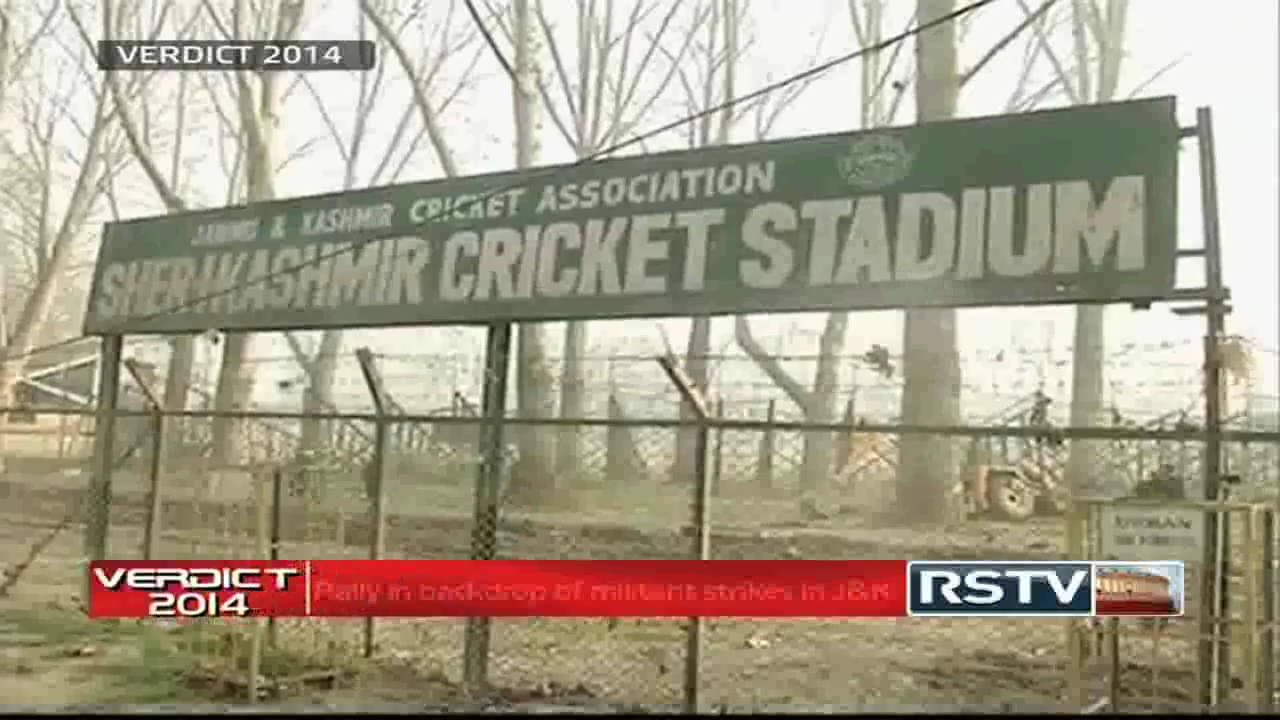 VERDICT 2014
JAMMU & KASHMIR CRICKET ASSOCIATION
SHER-I-KASHMIR CRICKET STADIUM
VERDICT
2014
Rally in backdrop of militant strikes in J&K
RSTV